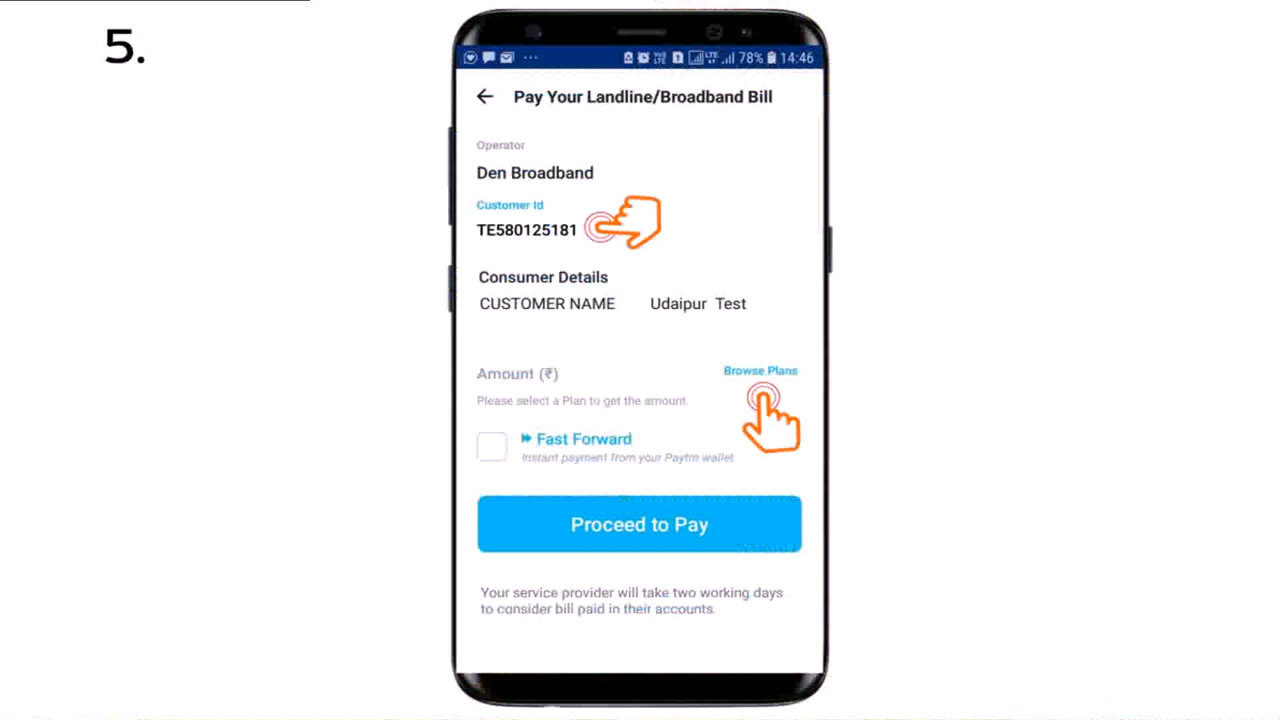 5.
78% 14:46
Pay Your Landline/Broadband Bill
Operator
Den Broadband
Customer Id
TE580125181
Consumer Details
CUSTOMER NAME Udaipur Test
Amount (₹) Browse Plans
Please select a Plan to get the amount.
Fast Forward
Instant payment from your Paytm wallet
Proceed to Pay
Your service provider will take two working days
to consider bill paid in their accounts.